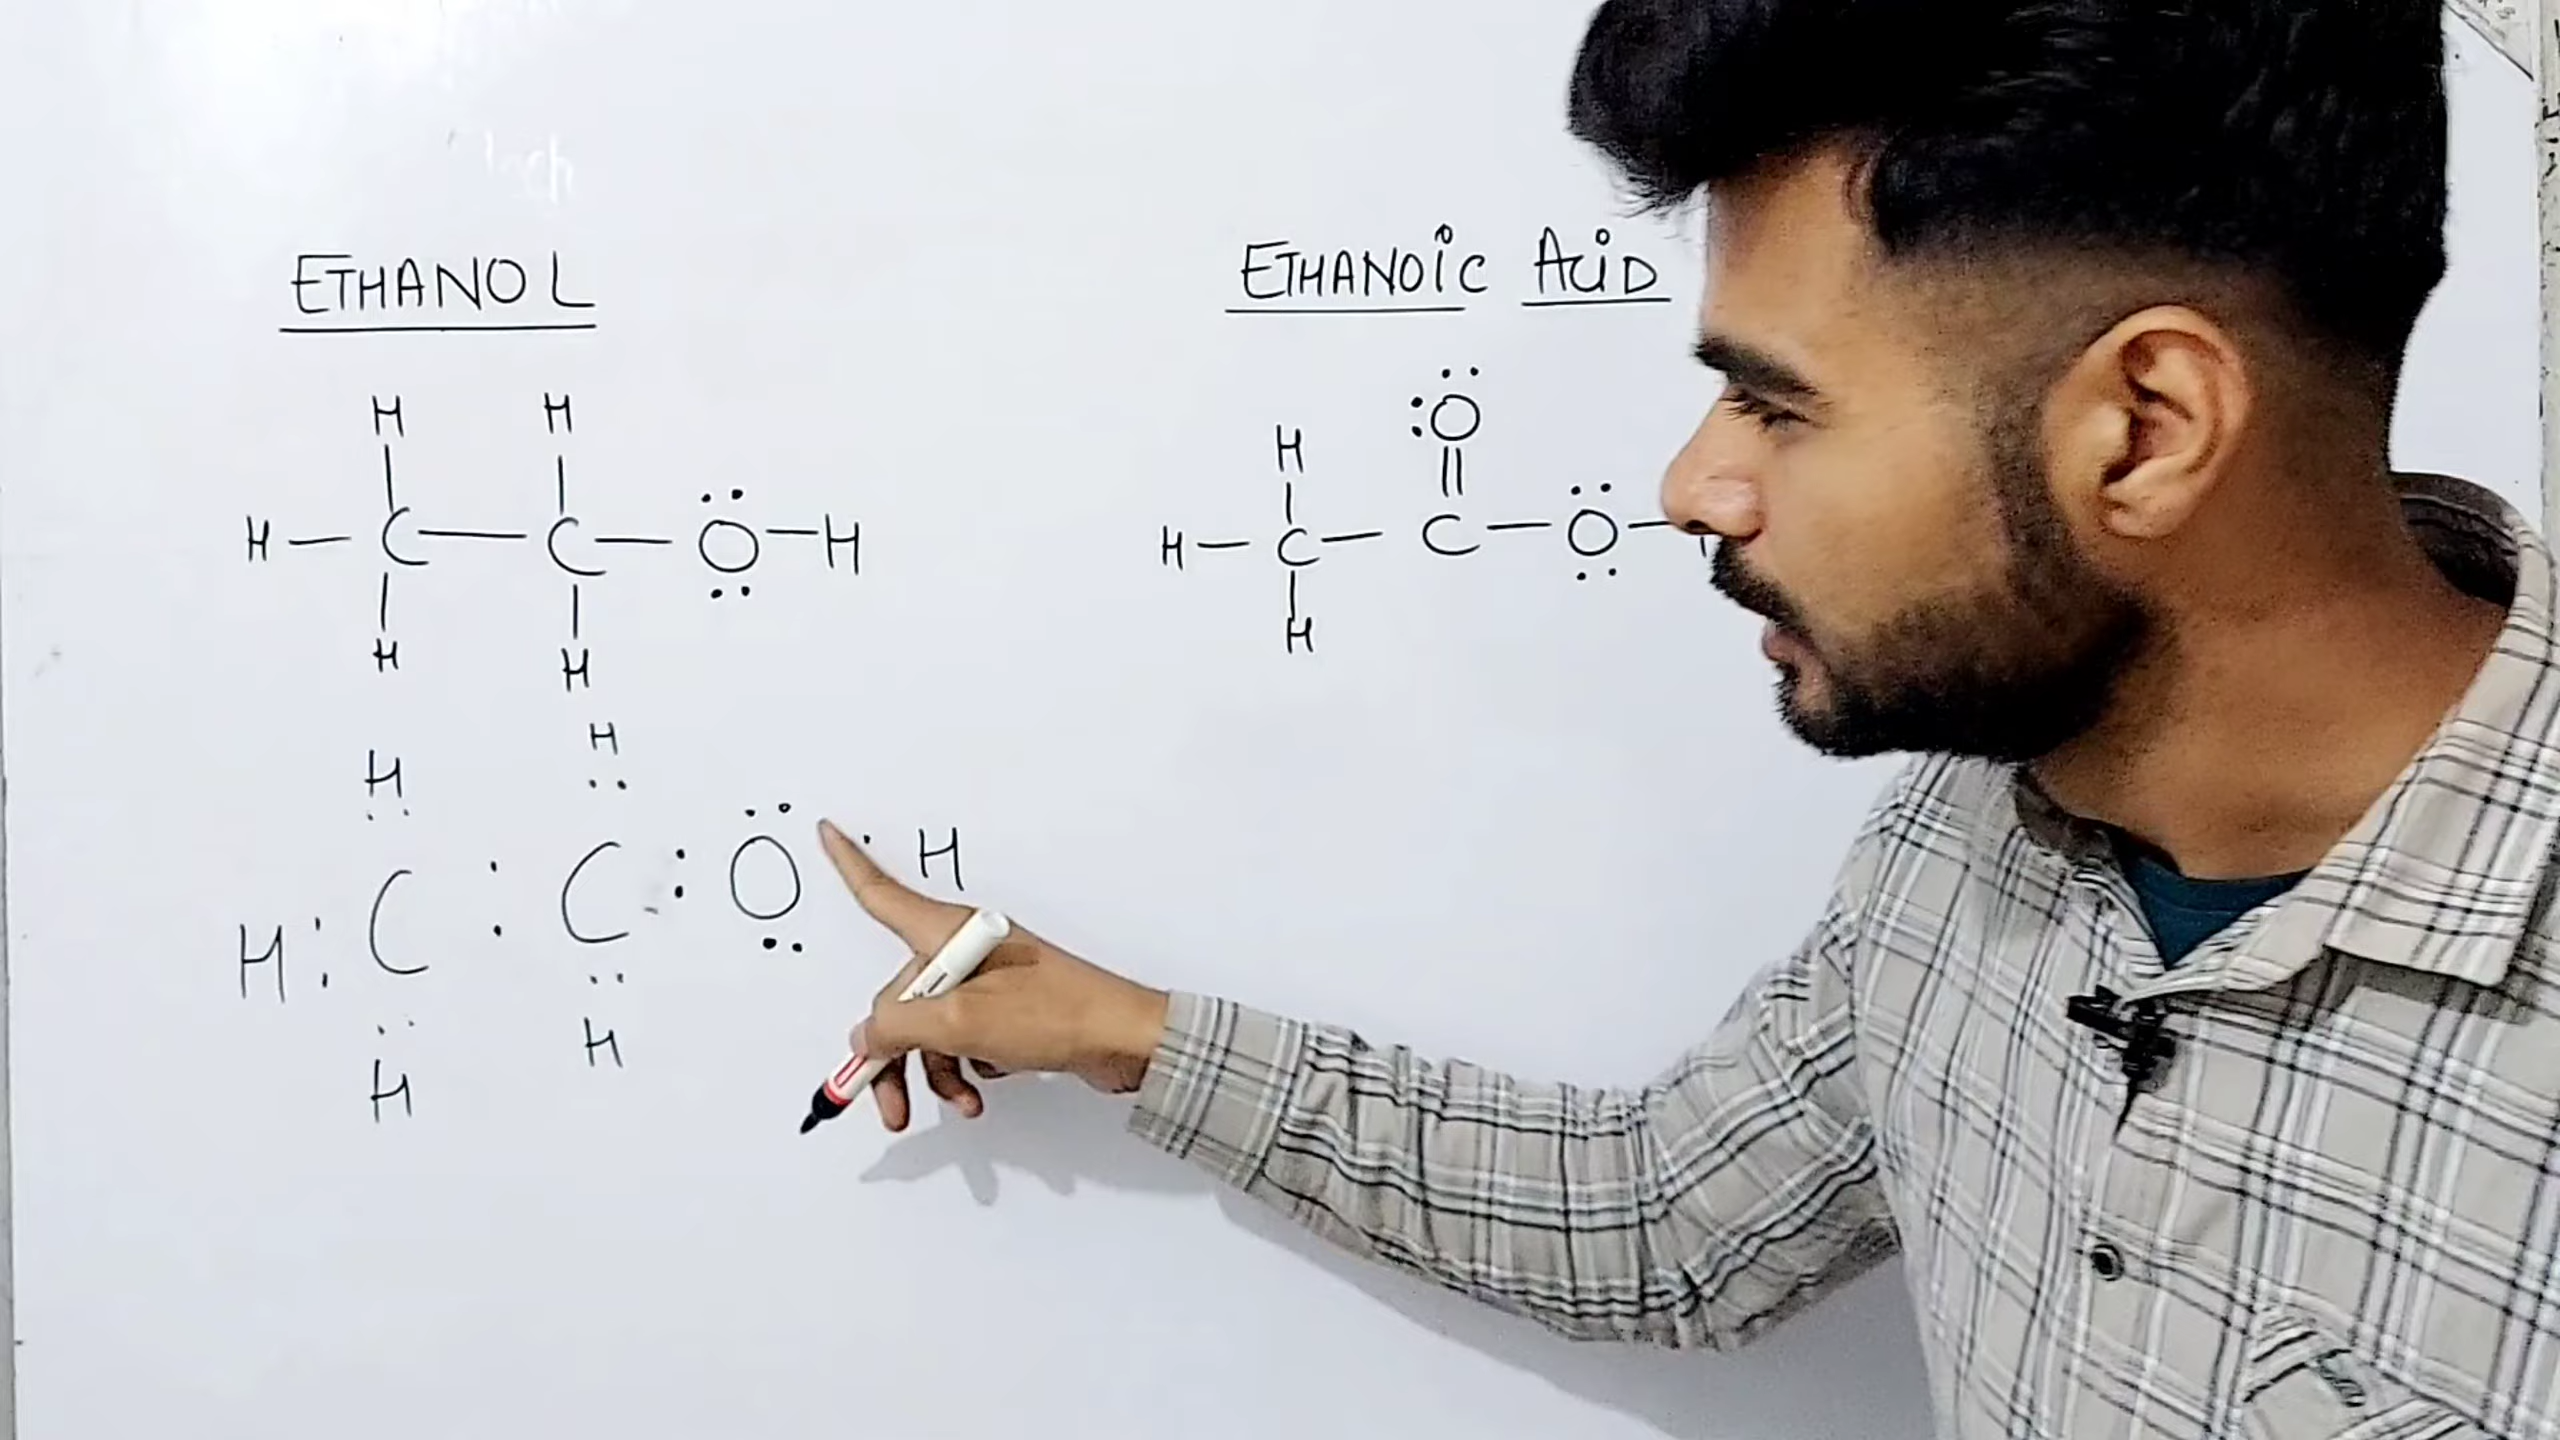 ETHANOL
H H
H—C—C—Ö—H
H H
H H
H : C : C : O : H
H H
ETHANOIC ACID
:O
H ||
H—C—C—O—
H